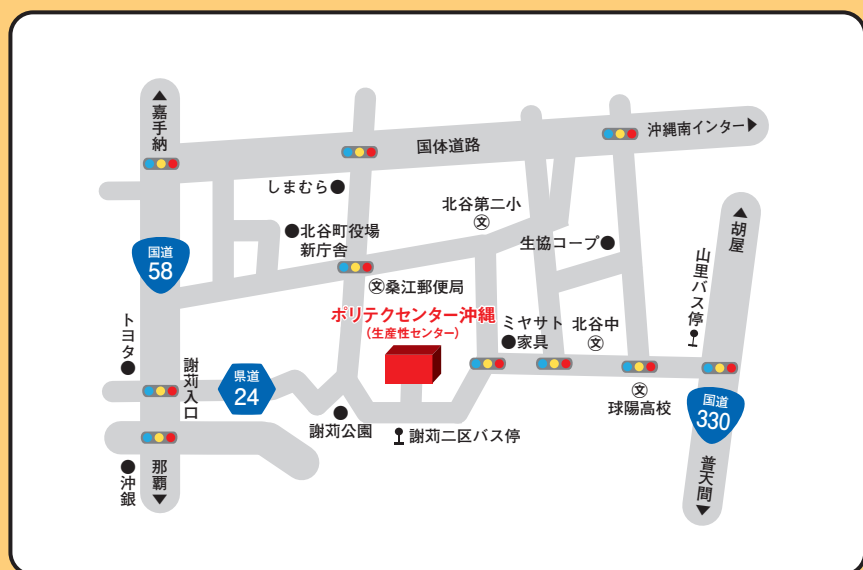 ▲嘉手納
国体道路
沖縄南インター▶
しまむら●
北谷第二小
文
●北谷町役場
新庁舎
生協コープ●
▲胡屋
山里バス停
国道
58
文桑江郵便局
ポリテクセンター沖縄
(生産性センター)
ミヤサト
●家具
北谷中
文
トヨタ●
謝苅入口
県道
24
文
球陽高校
国道
330
謝苅公園
謝苅二区バス停
●沖銀
那覇▼
普天間▼